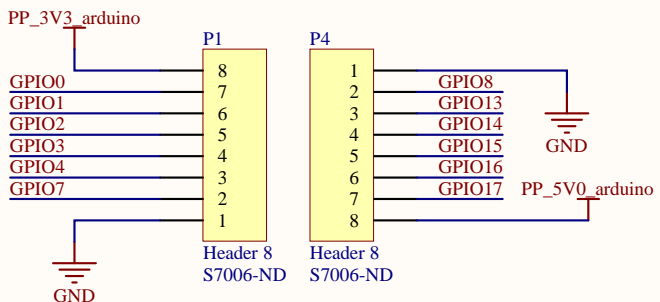 PP_3V3_arduino
P1
P4
8
1
GPIO0
7
2
GPIO8
GPIO1
6
3
GPIO13
GPIO2
5
4
GPIO14
GPIO3
4
5
GPIO15
GND
GPIO4
3
6
GPIO16
GPIO7
2
7
GPIO17
PP_5V0_arduino
1
8
Header 8
S7006-ND
Header 8
S7006-ND
GND